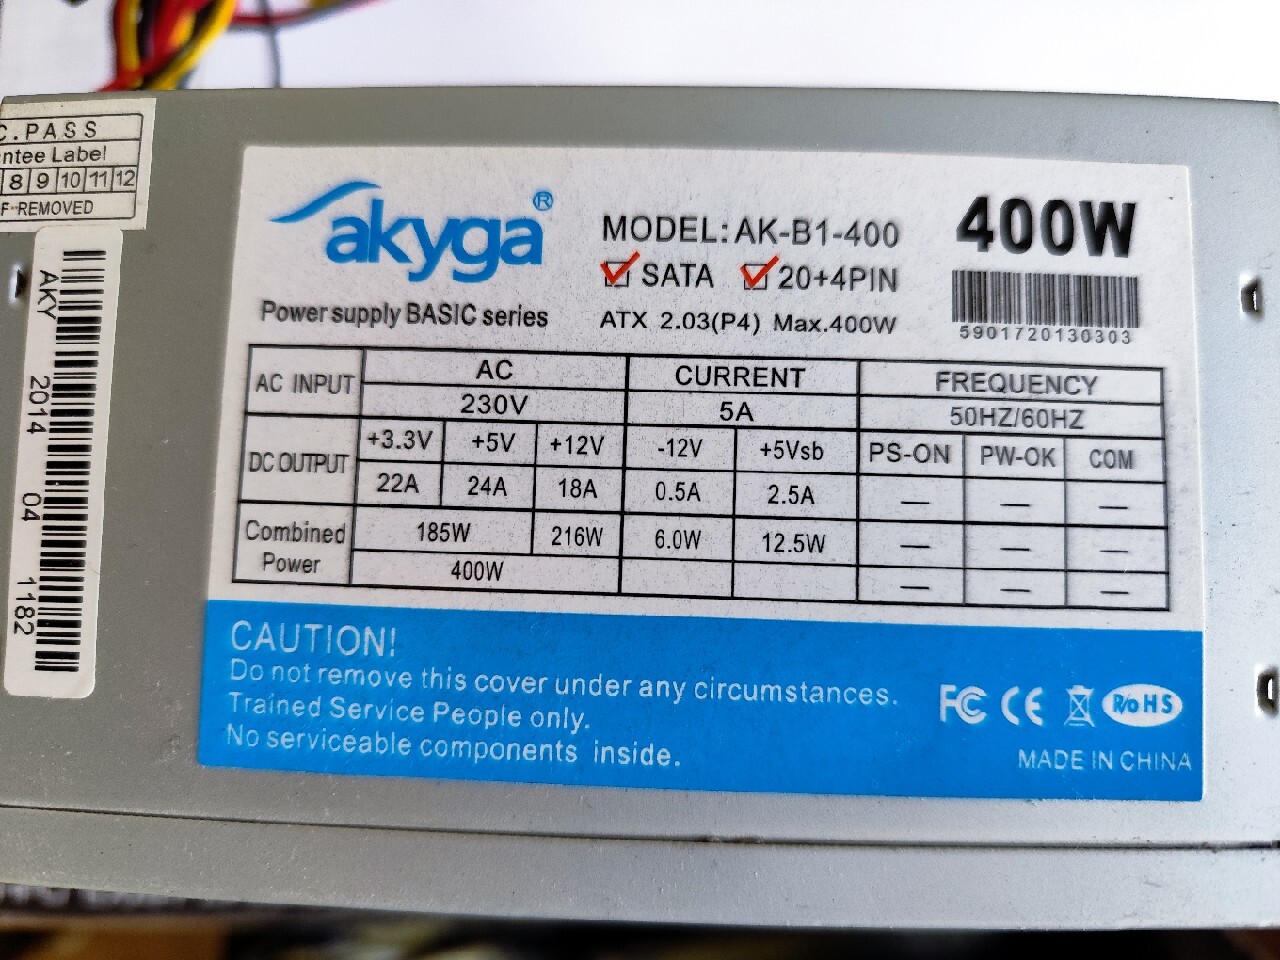 C.PASS
ntee Label
8 9 10 11 12
F REMOVED
AKY 2014 04 1182
akyga®
Power supply BASIC series
MODEL: AK-B1-400
SATA 20+4PIN
ATX 2.03(P4) Max.400W
400W
5901720130303
AC INPUT AC CURRENT FREQUENCY
230V 5A 50HZ/60HZ
DC OUTPUT +3.3V +5V +12V -12V +5Vsb PS-ON PW-OK COM
22A 24A 18A 0.5A 2.5A — — —
Combined Power 185W 216W 6.0W 12.5W — — —
400W — — —
CAUTION!
Do not remove this cover under any circumstances.
Trained Service People only.
No serviceable components inside.
FC CE RoHS
MADE IN CHINA